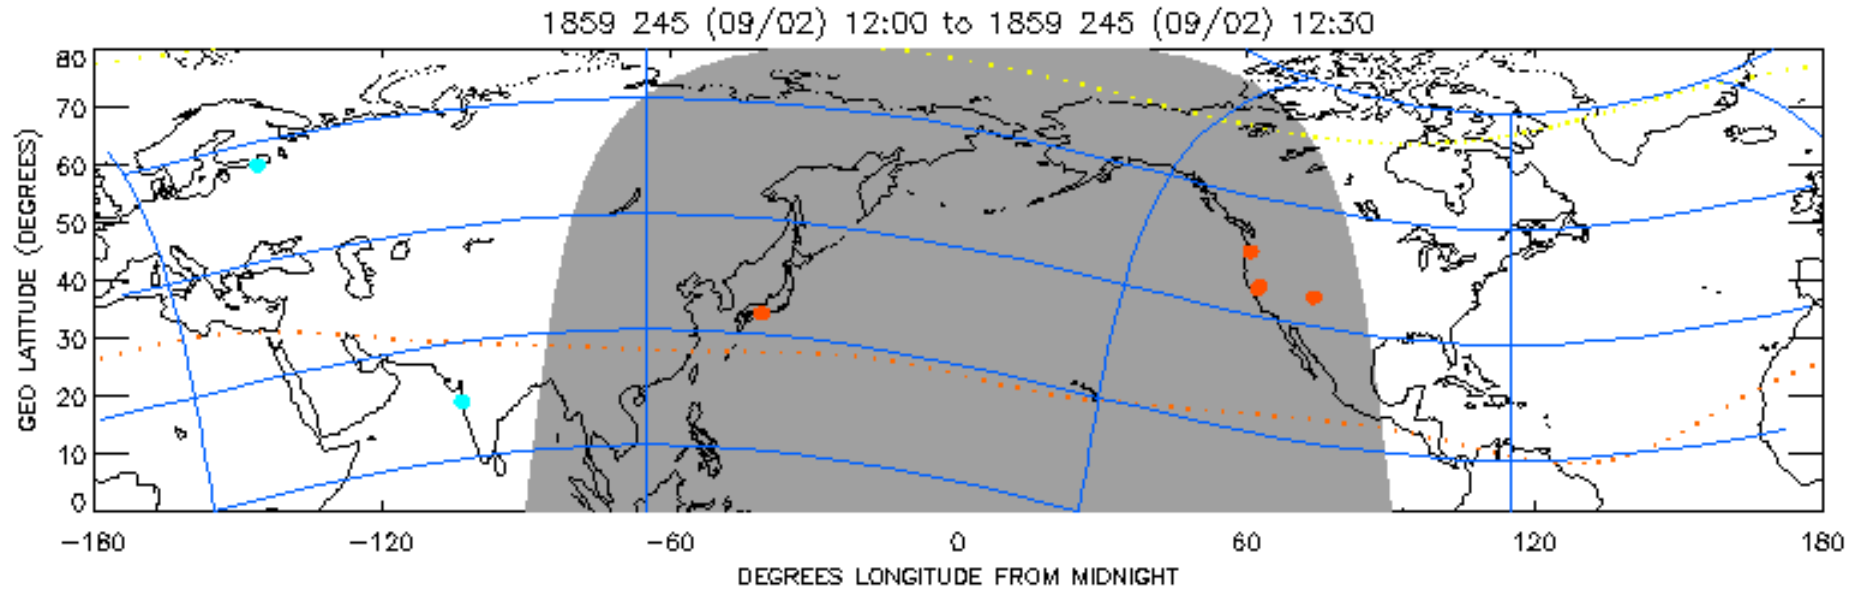 1859 245 (09/02) 12:00 to 1859 245 (09/02) 12:30
80
70
60
50
40
30
20
10
0
GEO LATITUDE (DEGREES)
−180 −120 −60 0 60 120 180
DEGREES LONGITUDE FROM MIDNIGHT